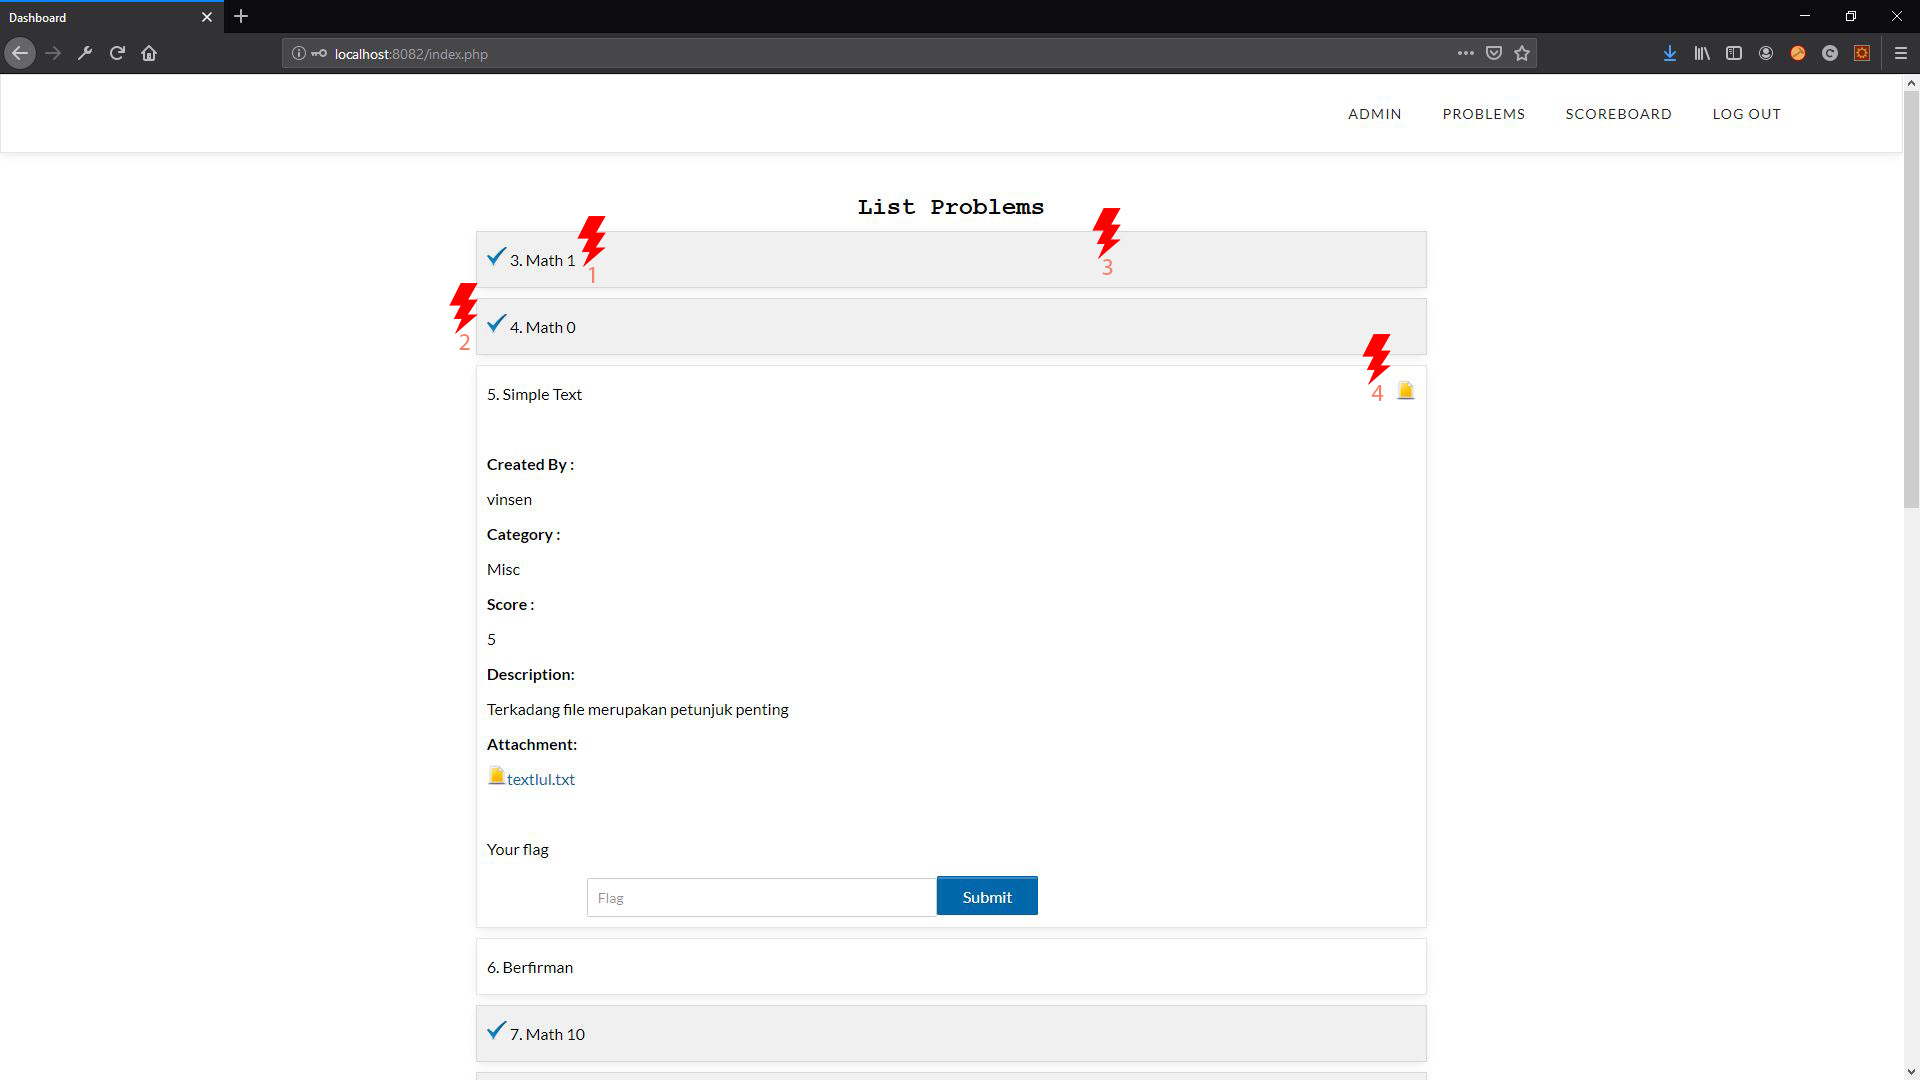 Dashboard
localhost:8082/index.php
ADMIN PROBLEMS SCOREBOARD LOG OUT
List Problems
3. Math 1
1
3
4. Math 0
2
5. Simple Text
4
Created By :
vinsen
Category :
Misc
Score :
5
Description:
Terkadang file merupakan petunjuk penting
Attachment:
textlul.txt
Your flag
Flag
Submit
6. Berfirman
7. Math 10